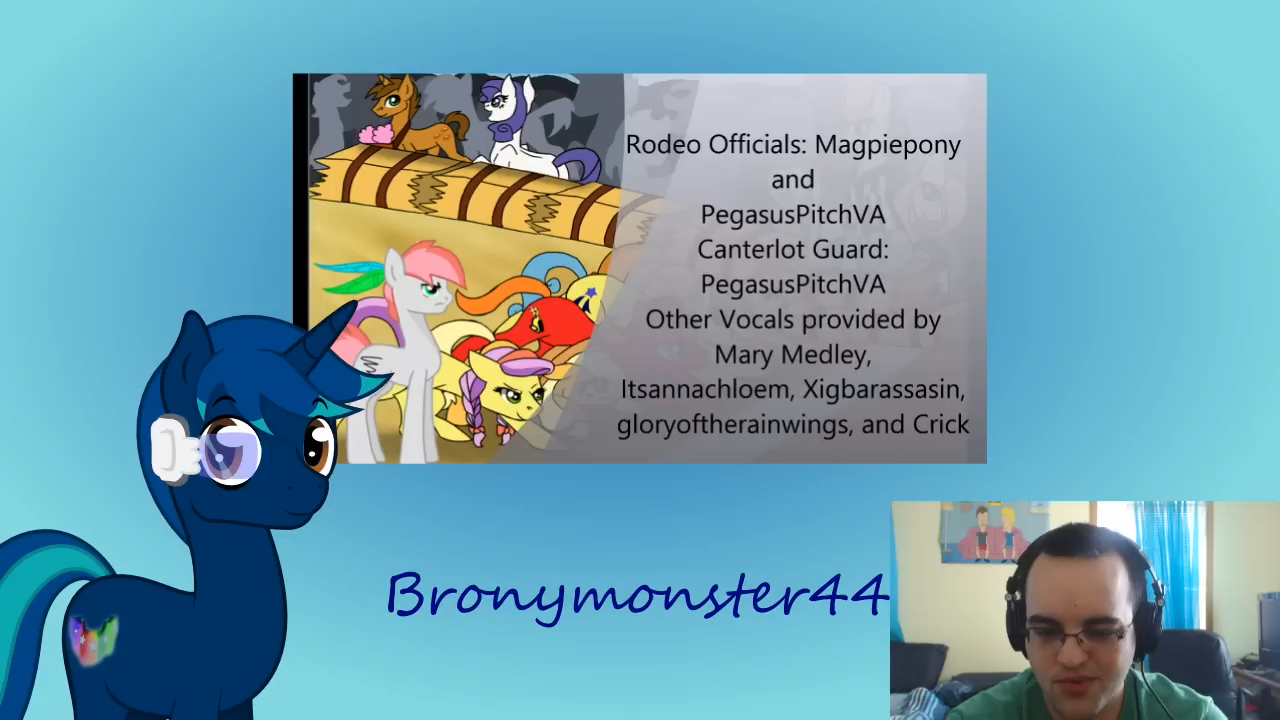 Rodeo Officials: Magpiepony
and
PegasusPitchVA
Canterlot Guard:
PegasusPitchVA
Other Vocals provided by
Mary Medley,
Itsannachloem, Xigbarassasin,
gloryoftherainwings, and Crick
Bronymonster44